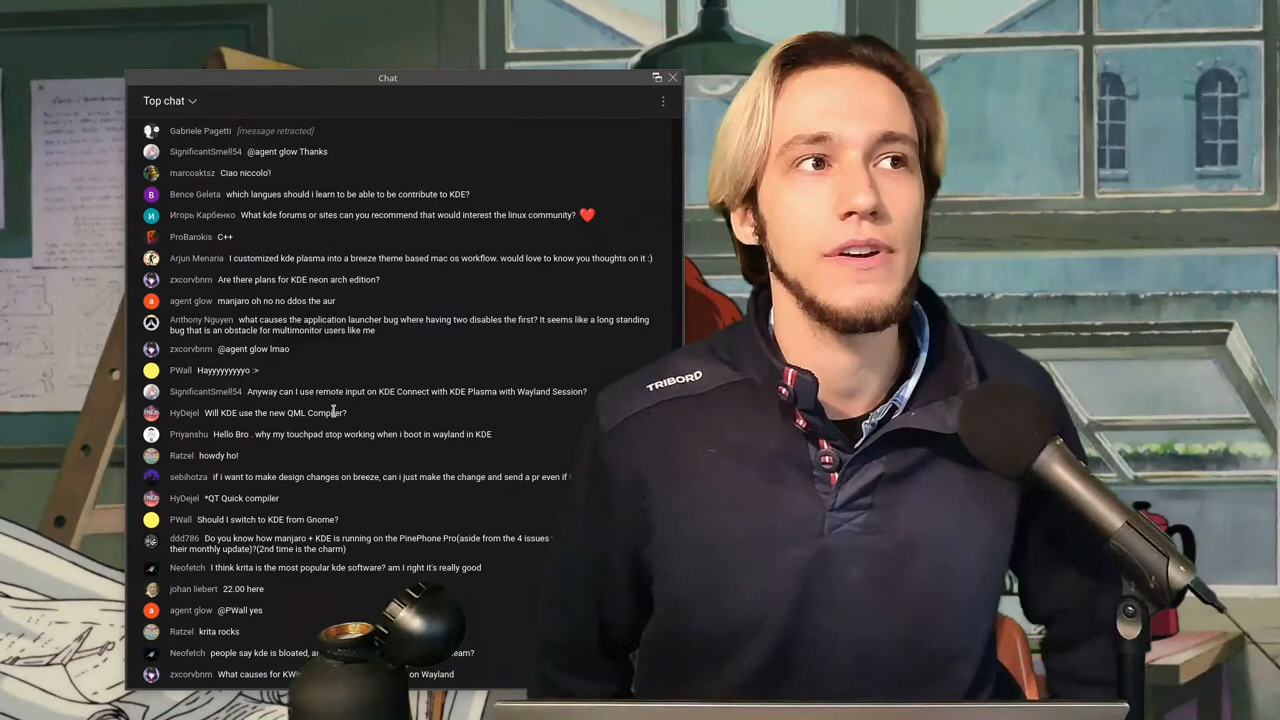 Chat
Top chat
Gabriele Pagetti [message retracted]
SignificantSmell54 @agent glow Thanks
marcosktsz Ciao niccolo'!
B Bence Geleta which langues should i learn to be able to be contribute to KDE?
И Игорь Карбенко What kde forums or sites can you recommend that would interest the linux community? ❤️
ProBarokis C++
Arjun Menaria I customized kde plasma into a breeze theme based mac os workflow. would love to know you thoughts on it :)
zxcorvbnm Are there plans for KDE neon arch edition?
a agent glow manjaro oh no no ddos the aur
Anthony Nguyen what causes the application launcher bug where having two disables the first? It seems like a long standing
bug that is an obstacle for multimonitor users like me
zxcorvbnm @agent glow lmao
PWall Hayyyyyyyyyo :>
SignificantSmell54 Anyway can I use remote input on KDE Connect with KDE Plasma with Wayland Session?
HyDejel Will KDE use the new QML Compiler?
Priyanshu Hello Bro . why my touchpad stop working when i boot in wayland in KDE
Ratzel howdy ho!
sebihotza if i want to make design changes on breeze, can i just make the change and send a pr even if
HyDejel *QT Quick compiler
PWall Should I switch to KDE from Gnome?
ddd786 Do you know how manjaro + KDE is running on the PinePhone Pro(aside from the 4 issues
their monthly update)?(2nd time is the charm)
Neofetch I think krita is the most popular kde software? am I right it's really good
johan liebert 22.00 here
a agent glow @PWall yes
Ratzel krita rocks
Neofetch people say kde is bloated,
zxcorvbnm What causes for on Wayland
TRIBORD